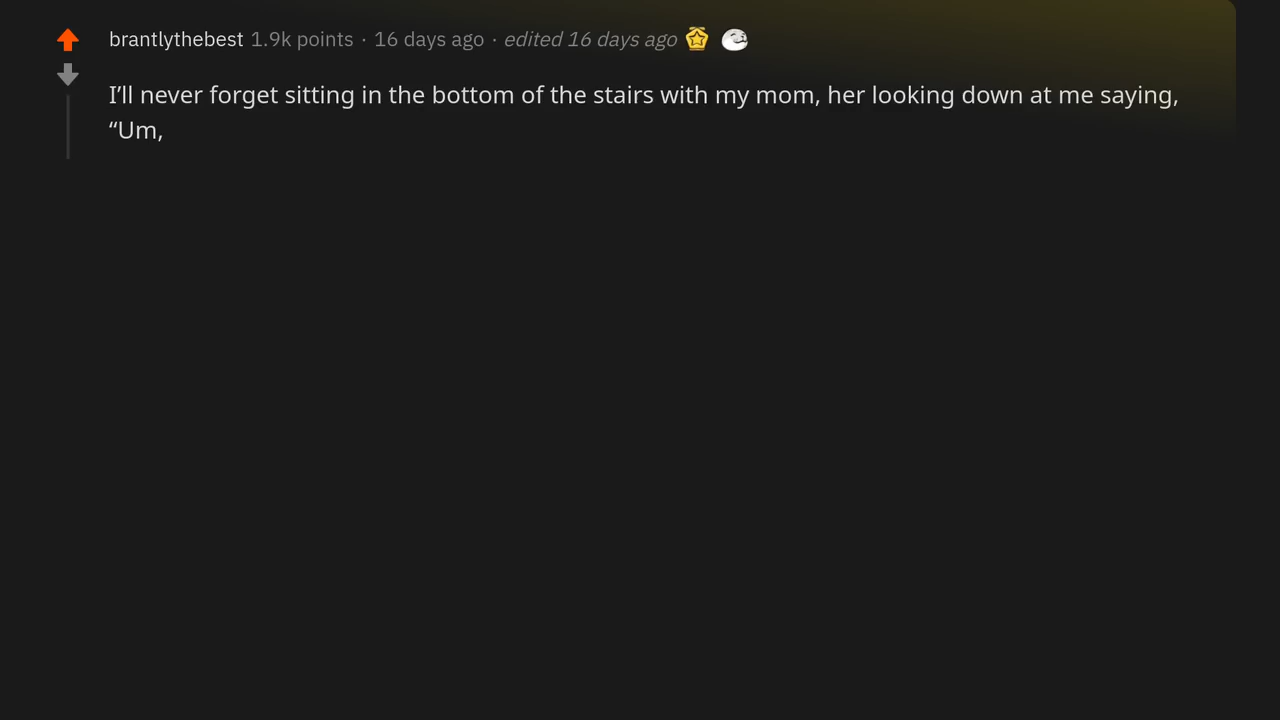 brantlythebest 1.9k points · 16 days ago · edited 16 days ago
I’ll never forget sitting in the bottom of the stairs with my mom, her looking down at me saying,
“Um,